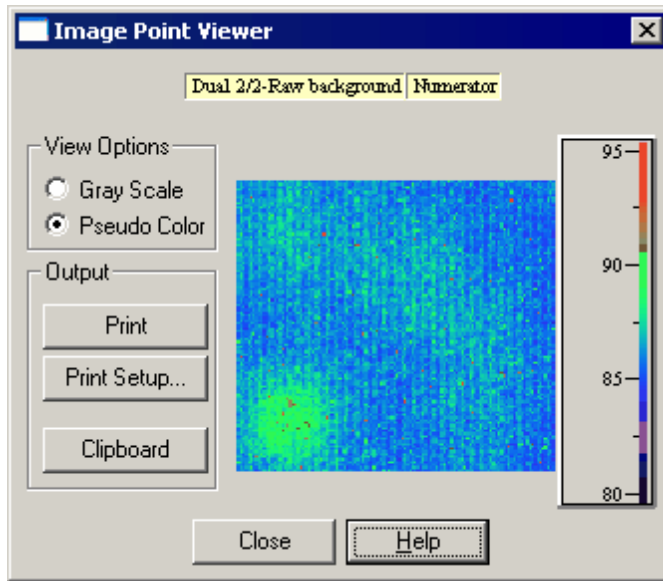 Image Point Viewer
Dual 2/2-Raw background Numerator
View Options
Gray Scale
Pseudo Color
Output
Print
Print Setup...
Clipboard
95
90
85
80
Close
Help